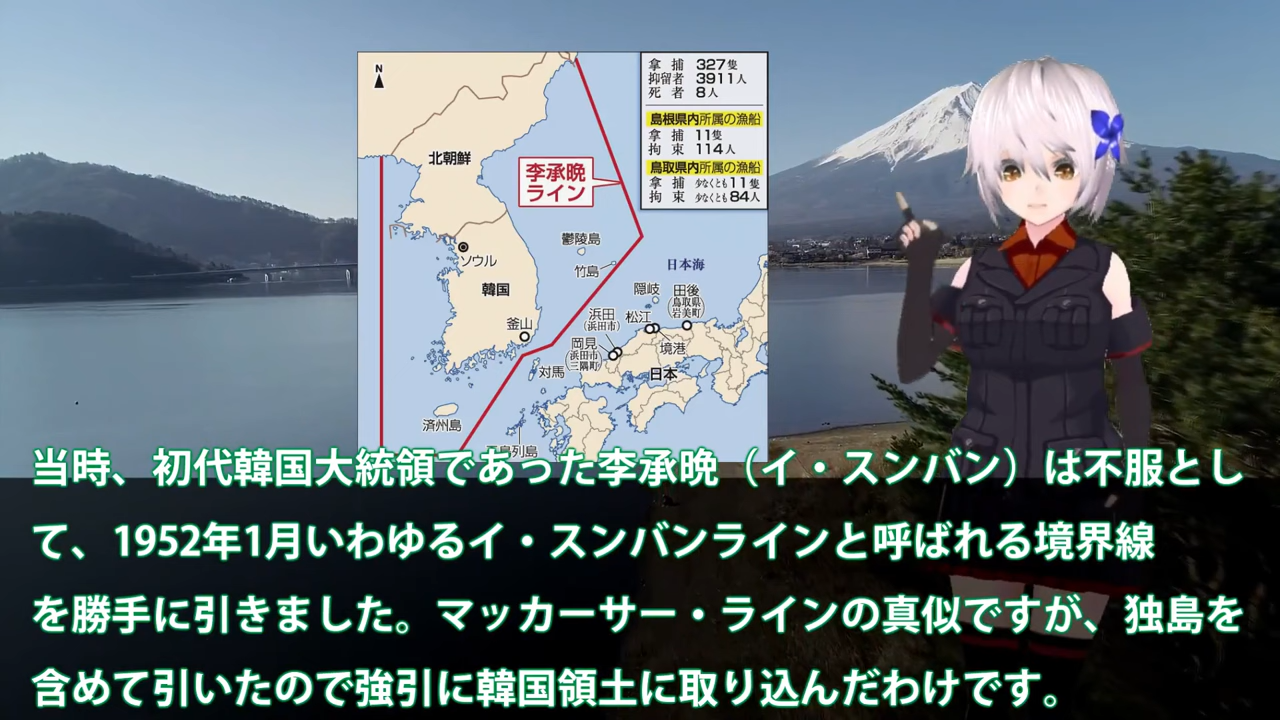 N
北朝鮮
李承晩
ライン
ソウル
韓国
釜山
済州島
鬱陵島
竹島
日本海
隠岐
田後
(鳥取県
岩美町)
浜田
(浜田市)
松江
岡見
(浜田市
三隅町)
境港
対馬
日本
拿捕 327隻
抑留者 3911人
死者 8人
島根県内所属の漁船
拿捕 11隻
拘束 114人
鳥取県内所属の漁船
拿捕 少なくとも11隻
拘束 少なくとも84人
当時、初代韓国大統領であった李承晩（イ・スンバン）は不服とし
て、1952年1月いわゆるイ・スンバンラインと呼ばれる境界線
を勝手に引きました。マッカーサー・ラインの真似ですが、独島を
含めて引いたので強引に韓国領土に取り込んだわけです。